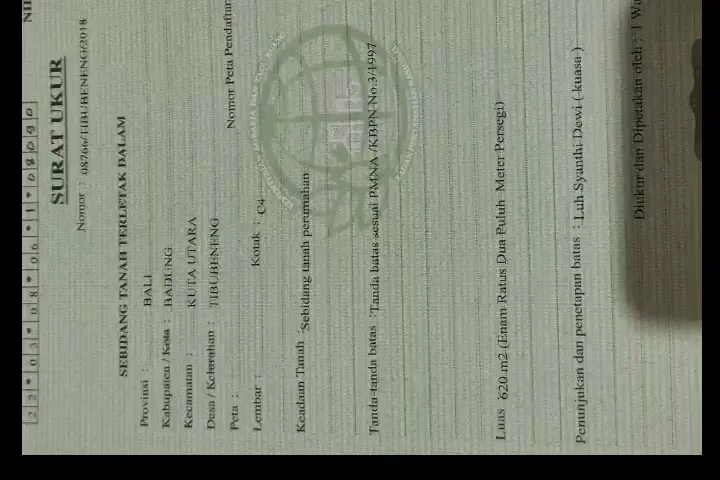 2 2 * 0 3 * 0 8 * 0 6 * 1 * 0 8 0 9 0
SURAT UKUR
Nomor : 08766/TIBUBENENG/2018
SEBIDANG TANAH TERLETAK DALAM
Provinsi : BALI
Kabupaten / Kota : BADUNG
Kecamatan : KUTA UTARA
Desa / Kelurahan : TIBUBENENG
Peta : Nomor Peta Pendaftar
Lembar : Kotak : C4
Keadaan Tanah : Sebidang tanah perumahan
Tanda-tanda batas : Tanda batas sesuai PMNA /KBPN No.3/1997
Luas 620 m2 (Enam Ratus Dua Puluh Meter Persegi)
Penunjukan dan penetapan batas : Luh Syanthi Dewi ( kuasa )
Diukur dan Dipetakan oleh : I Wa